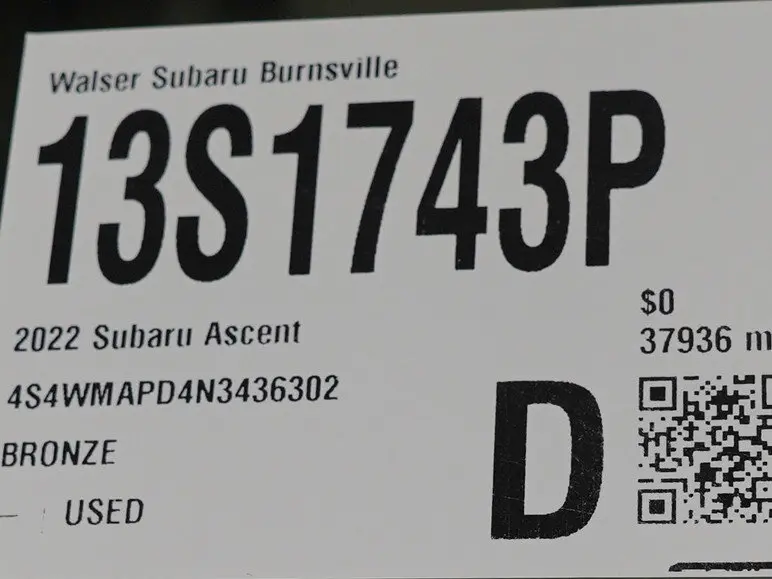 Walser Subaru Burnsville
13S1743P
$0
2022 Subaru Ascent
37936 m
4S4WMAPD4N3436302
D
BRONZE
USED